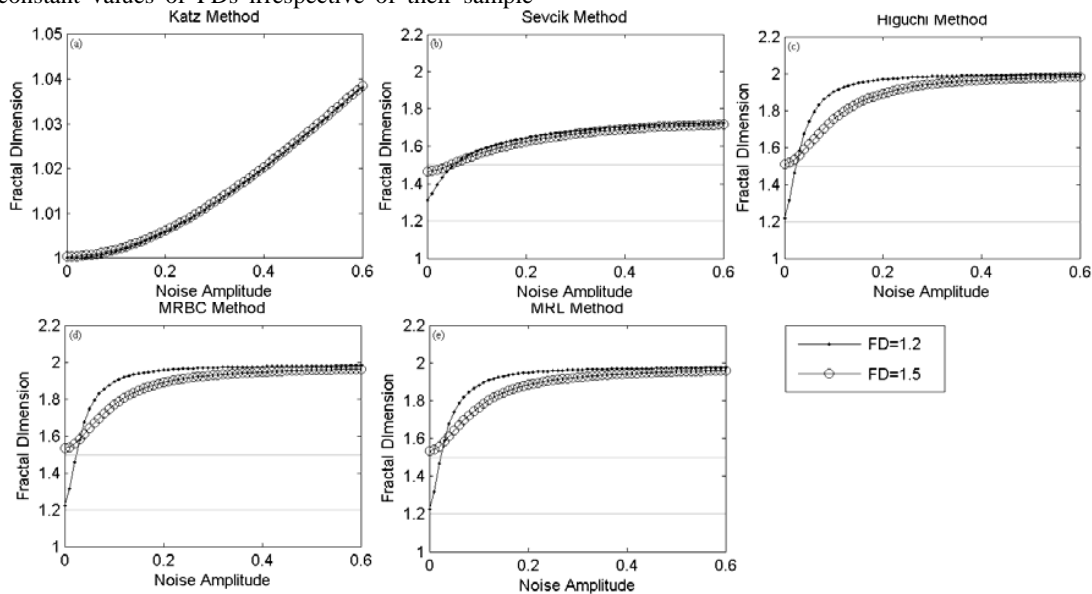 constant values of FDs irrespective of their sample
Katz Method
(a)
1.05
1.04
1.03
1.02
1.01
1
Fractal DImension
0
0.2
0.4
0.6
Noise Amplitude
Sevcik Method
(b)
2.2
2
1.8
1.6
1.4
1.2
1
Fractal DImension
0
0.2
0.4
0.6
Noise Amplitude
Higuchi Method
(c)
2.2
2
1.8
1.6
1.4
1.2
1
Fractal DImension
0
0.2
0.4
0.6
Noise Amplitude
MRBC Method
(d)
2.2
2
1.8
1.6
1.4
1.2
1
Fractal DImension
0
0.2
0.4
0.6
Noise Amplitude
MRL Method
(e)
2.2
2
1.8
1.6
1.4
1.2
1
Fractal DImension
0
0.2
0.4
0.6
Noise Amplitude
FD=1.2
FD=1.5